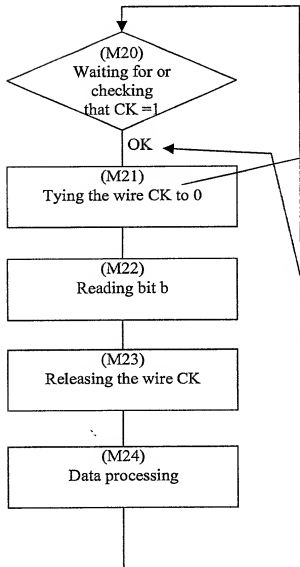 (M20)
Waiting for or
checking
that CK =1
OK
(M21)
Tying the wire CK to 0
(M22)
Reading bit b
(M23)
Releasing the wire CK
(M24)
Data processing